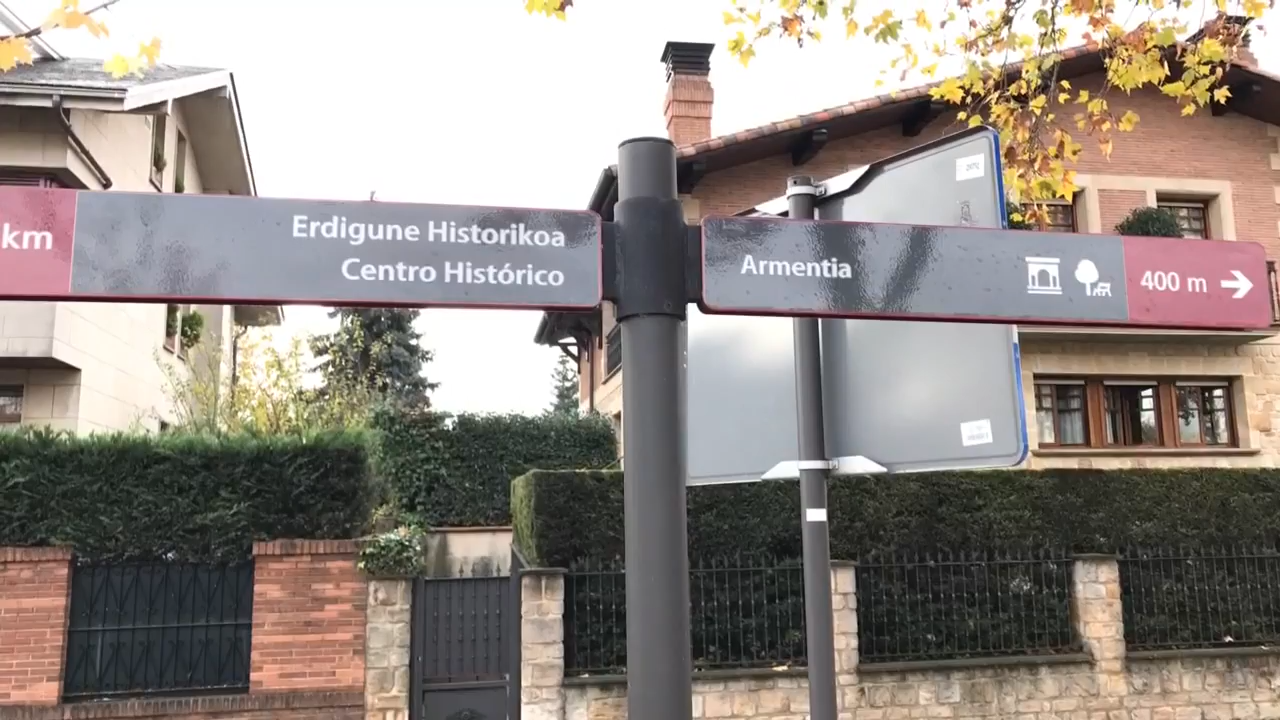 km
Erdigune Historikoa
Centro Histórico
Armentia
400 m →